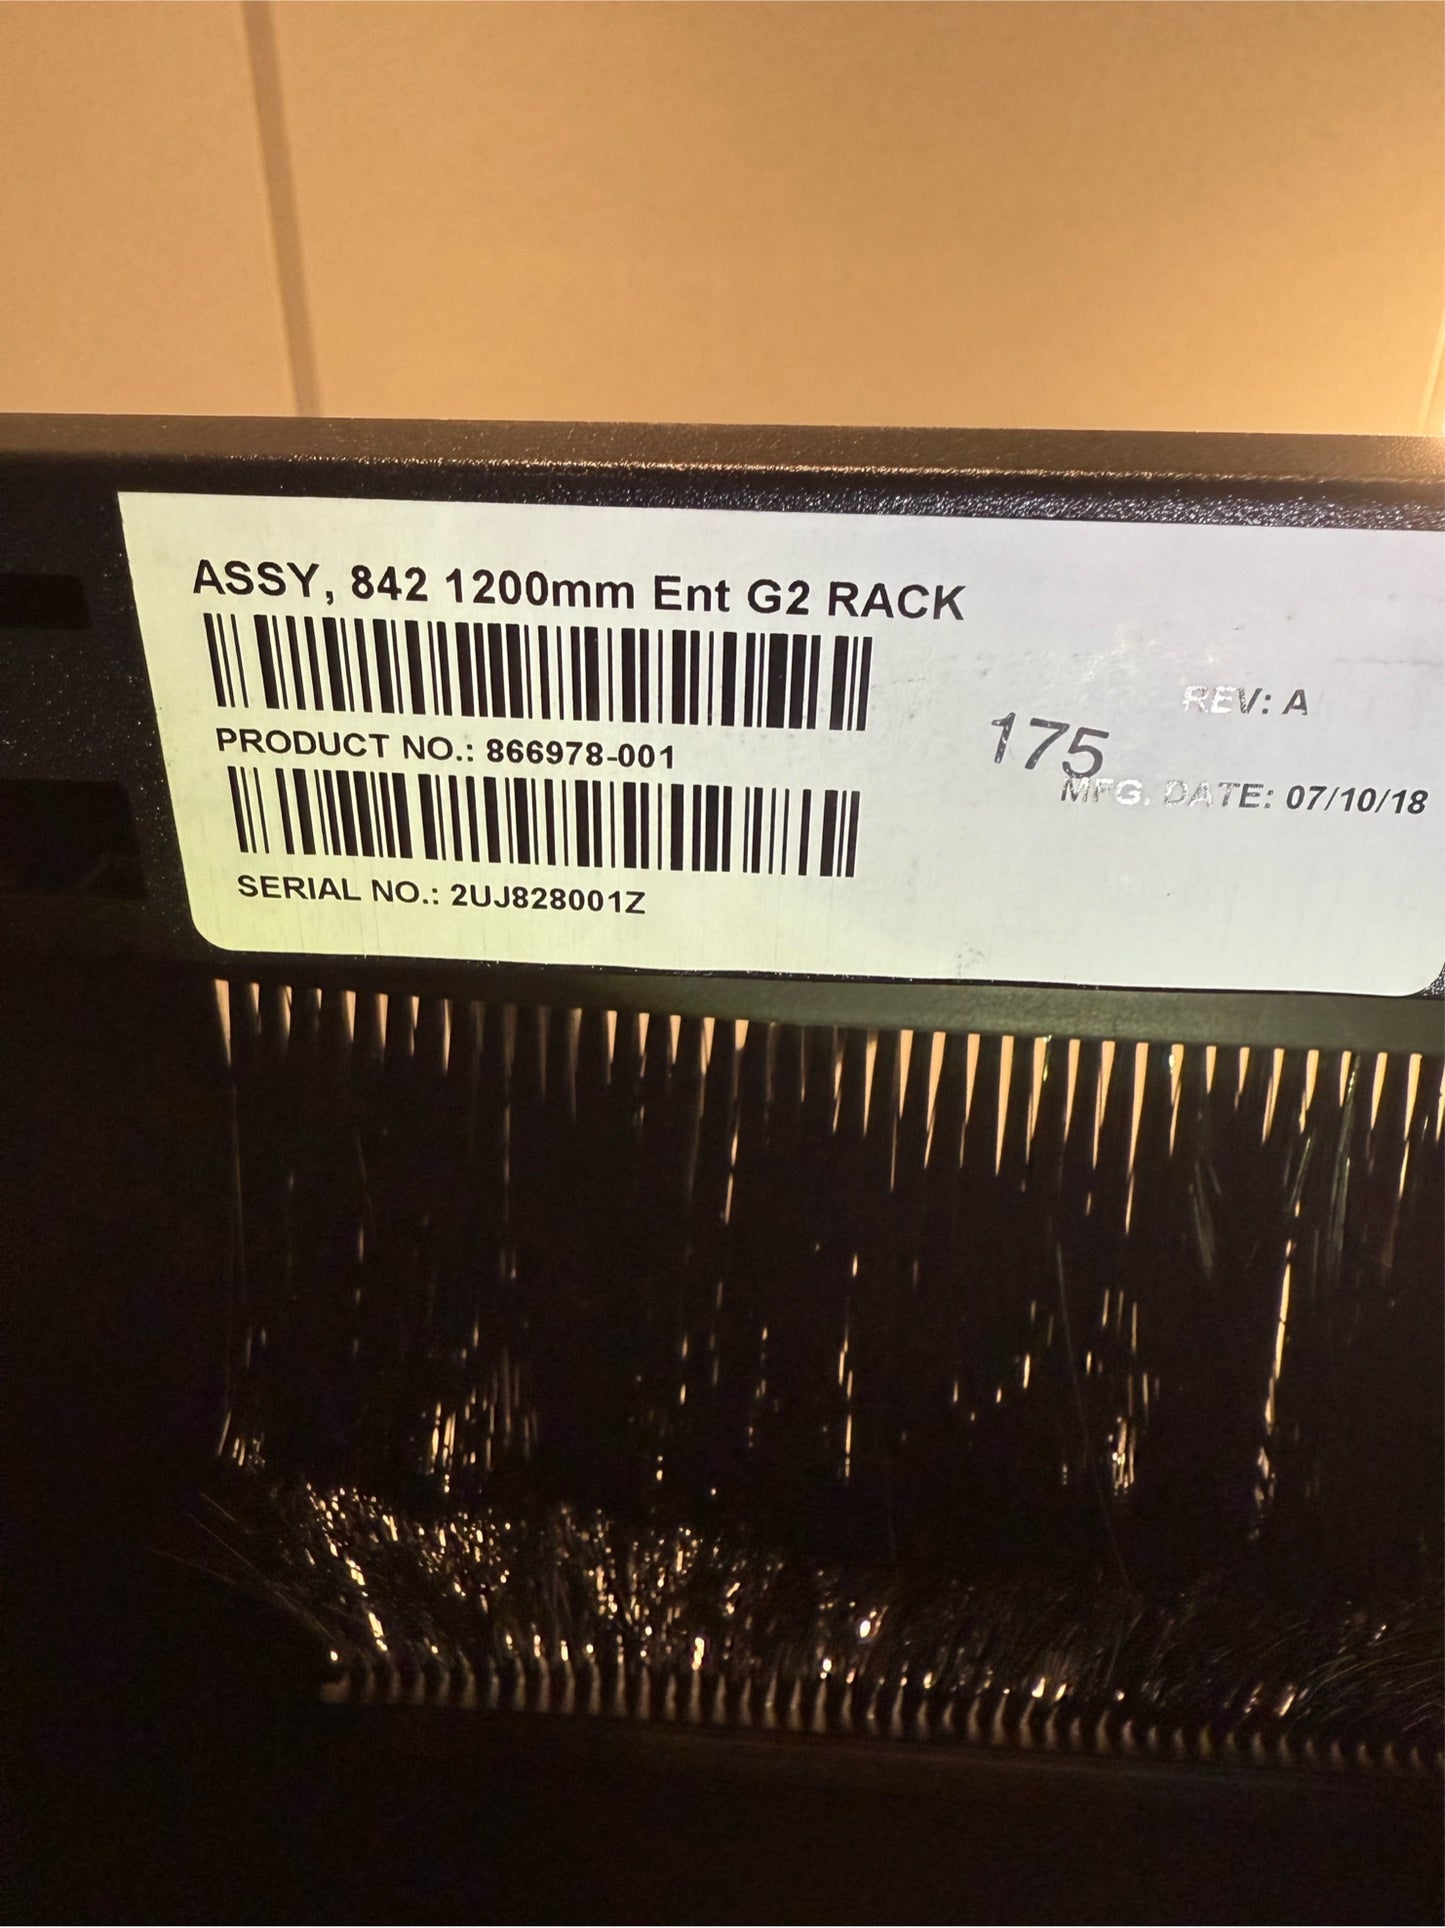 ASSY, 842 1200mm Ent G2 RACK
REV: A
PRODUCT NO.: 866978-001
175
MFG. DATE: 07/10/18
SERIAL NO.: 2UJ828001Z